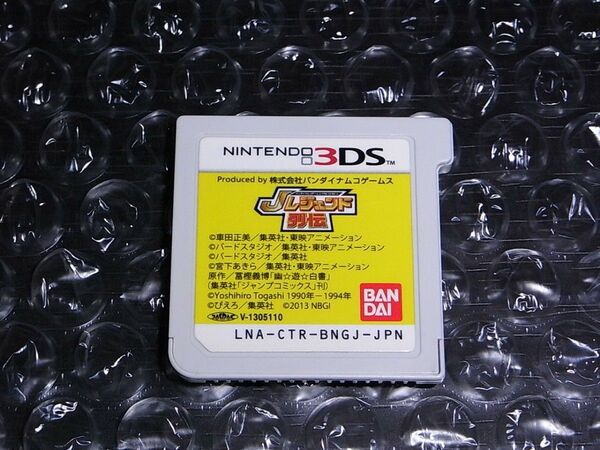 NINTENDO 3DS™
Produced by 株式会社バンダイナムコゲームス
Jレジェンド
列伝
©車田正美／集英社・東映アニメーション
©バードスタジオ／集英社・東映アニメーション
©バードスタジオ／集英社
©宮下あきら／集英社・東映アニメーション
原作／冨樫義博「幽☆遊☆白書」
(集英社「ジャンプコミックス」刊)
©Yoshihiro Togashi 1990年－1994年
©ぴえろ／集英社 ©2013 NBGI
V-1305110
BAN
DAI
LNA-CTR-BNGJ-JPN